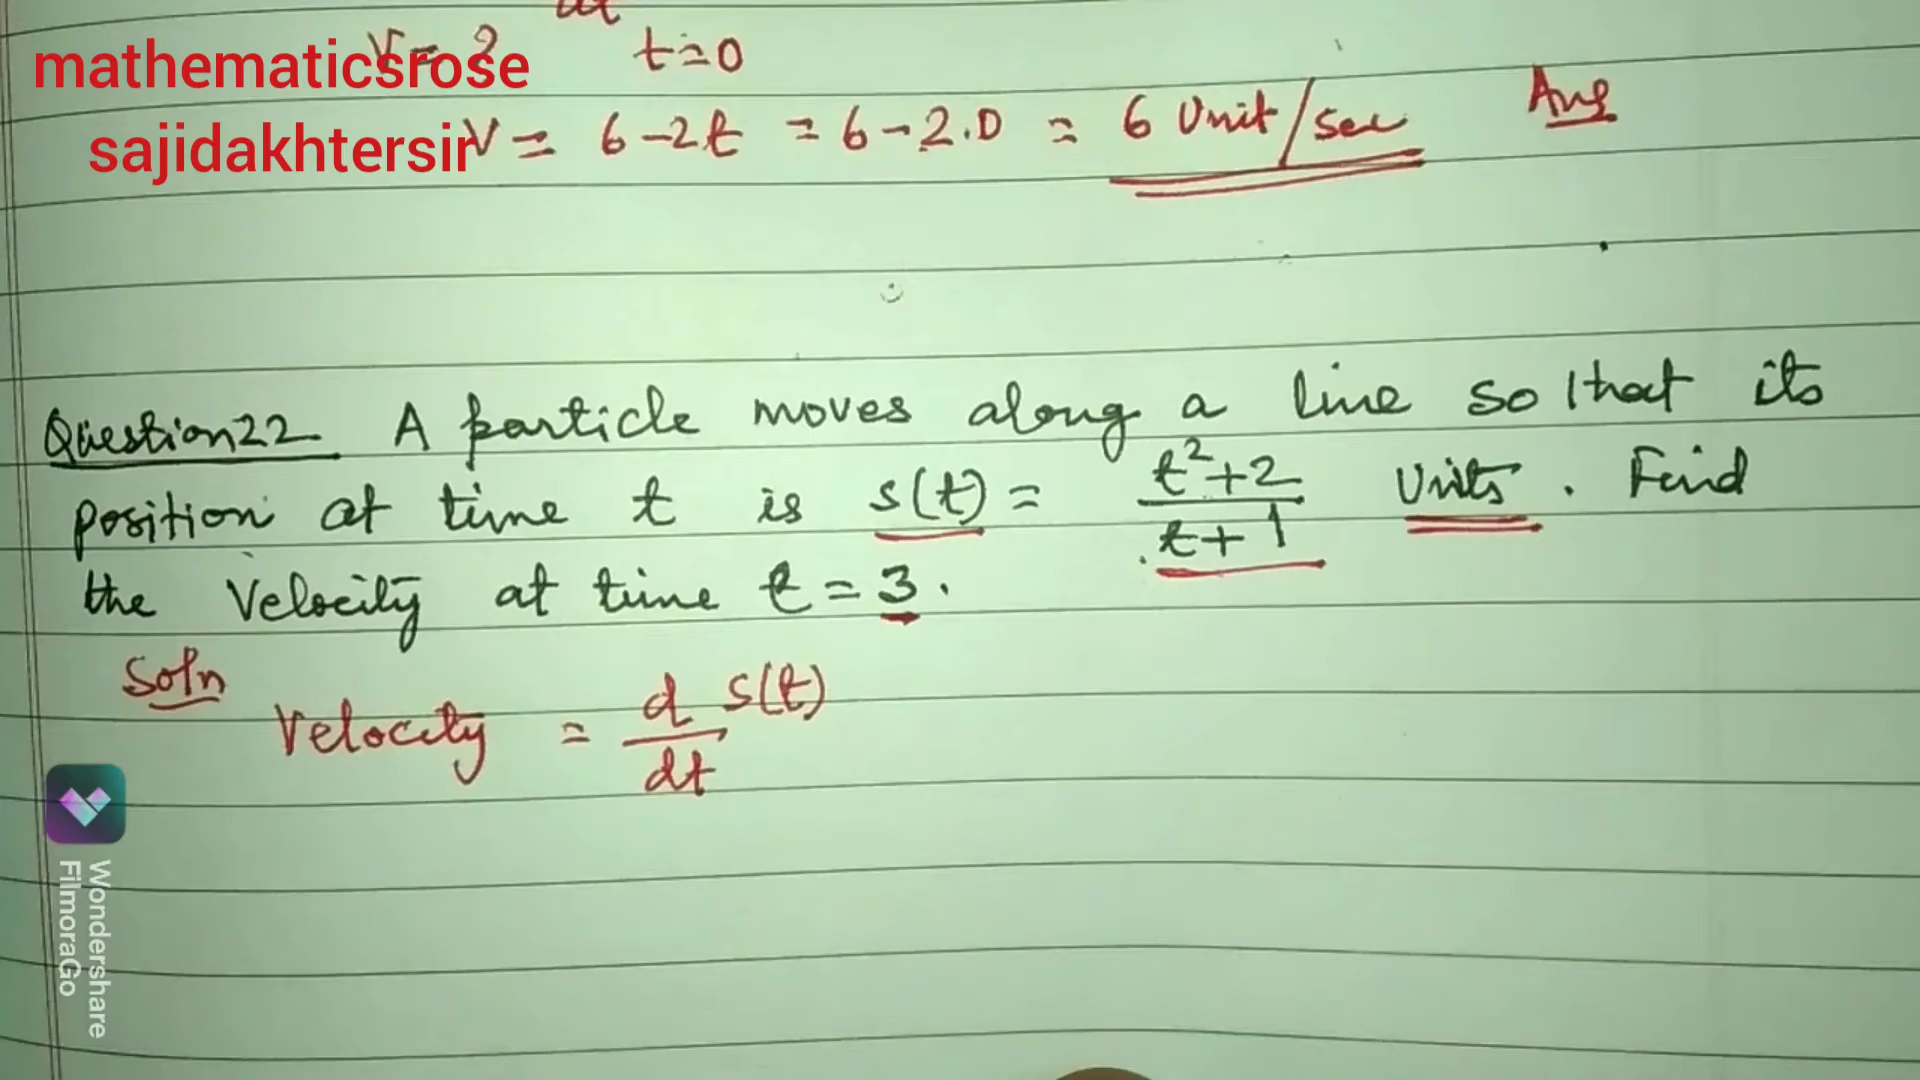 dt
V = ? t=0
mathematicsrose
V = 6-2t = 6-2.0 = 6 Unit/sec Ans
sajidakhtersir
Question22 A particle moves along a line so that its
position at time t is s(t) = t²+2 / t+1 Units. Find
the Velocity at time t = 3.
Soln
Velocity = d/dt s(t)
Wondershare
FilmoraGo